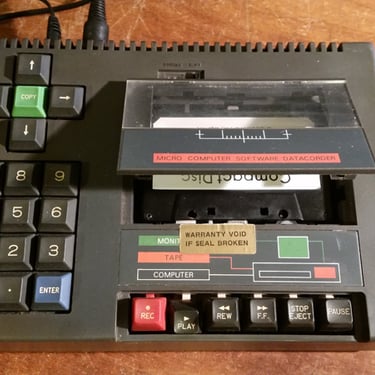 COPY
MICRO COMPUTER SOFTWARE DATACORDER
Compact Disc
8 9
5 6
2 3
ENTER
WARRANTY VOID
IF SEAL BROKEN
MONIT
TAPE
COMPUTER
REC
PLAY
REW
F.F.
STOP
EJECT
PAUSE